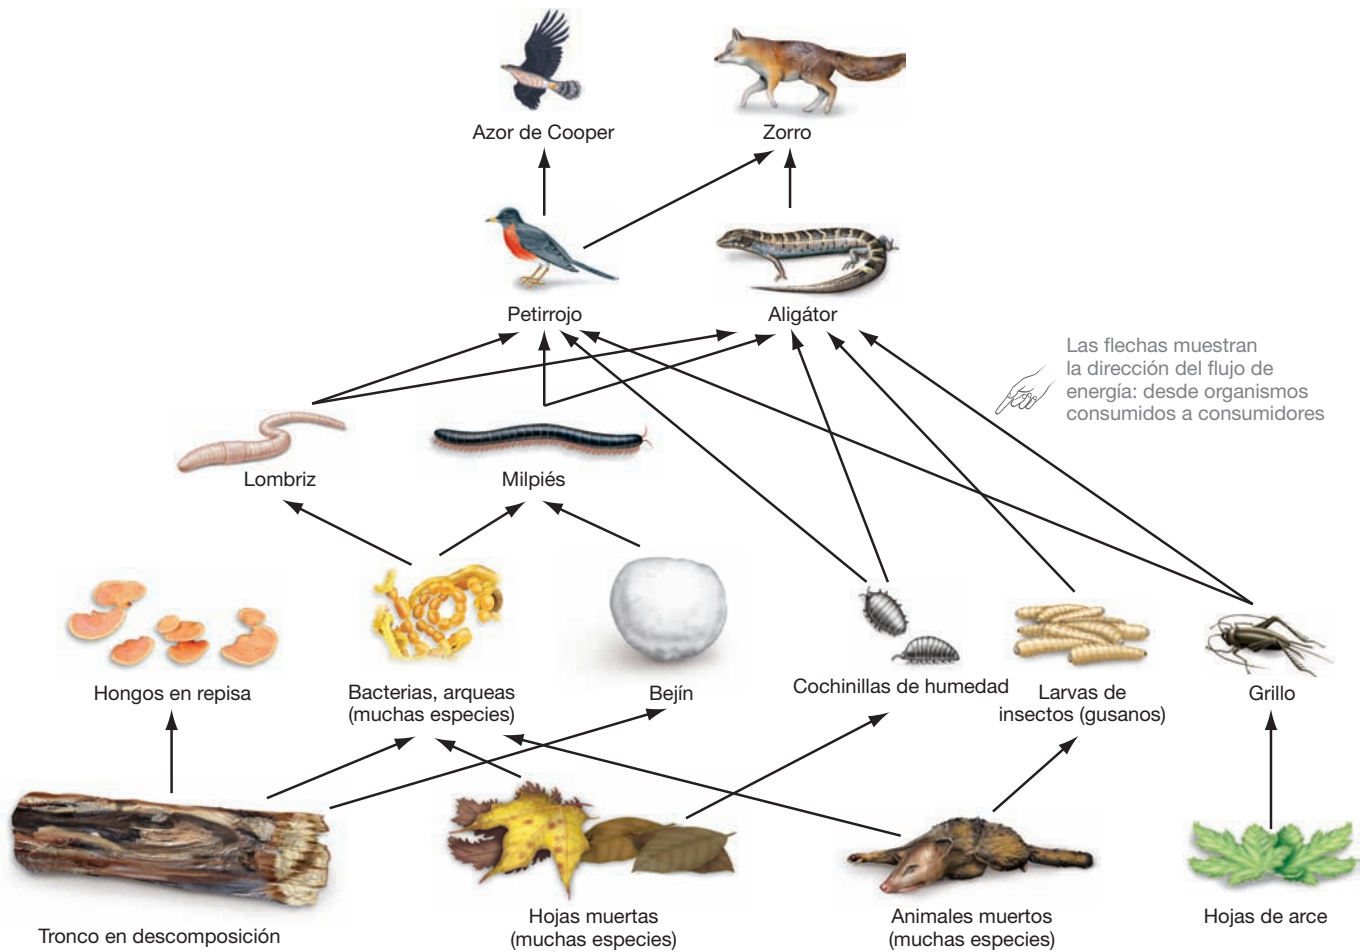 Azor de Cooper
Zorro
Petirrojo
Aligátor
Las flechas muestran
la dirección del flujo de
energía: desde organismos
consumidos a consumidores
Lombriz
Milpiés
Hongos en repisa
Bacterias, arqueas
(muchas especies)
Bejín
Cochinillas de humedad
Larvas de
insectos (gusanos)
Grillo
Tronco en descomposición
Hojas muertas
(muchas especies)
Animales muertos
(muchas especies)
Hojas de arce